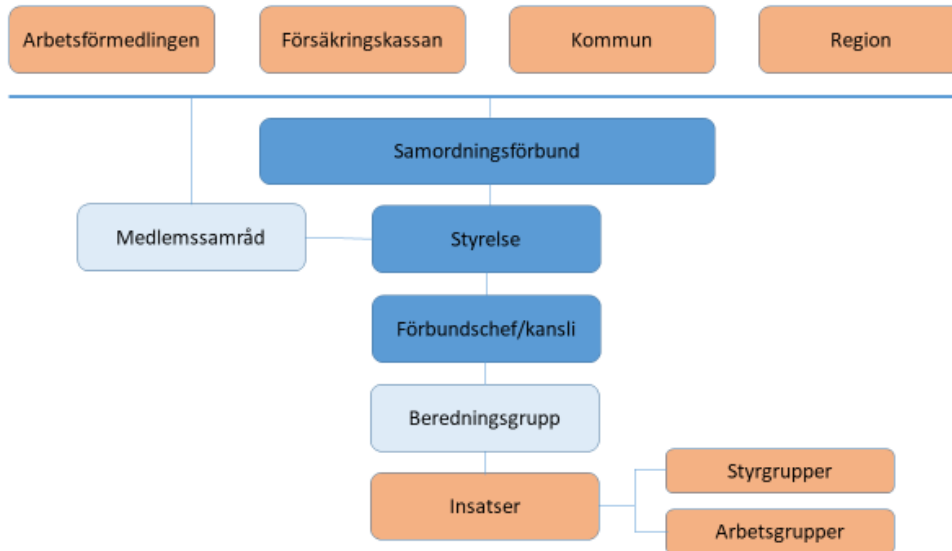 Arbetsförmedlingen
Försäkringskassan
Kommun
Region
Samordningsförbund
Medlemssamråd
Styrelse
Förbundschef/kansli
Beredningsgrupp
Insatser
Styrgrupper
Arbetsgrupper